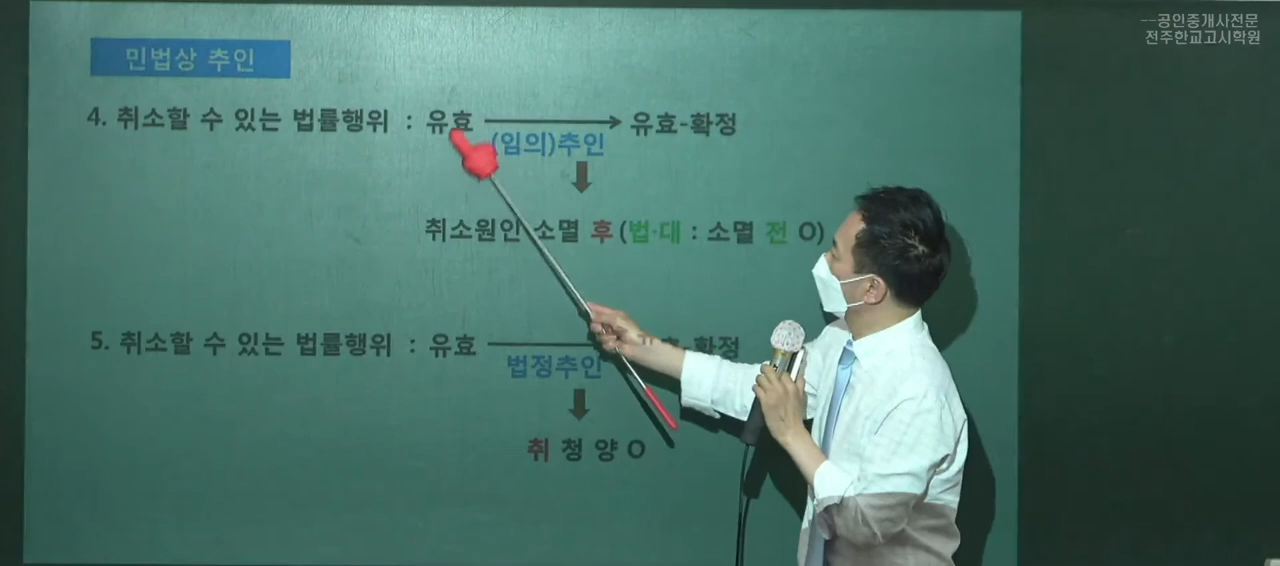 --공인중개사전문
전주한교고시학원
민법상 추인
4. 취소할 수 있는 법률행위 : 유효 → 유효-확정
(임의)추인
취소원인 소멸 후 (법·대 : 소멸 전 O)
5. 취소할 수 있는 법률행위 : 유효 -확정
법정추인
취 청 양 O